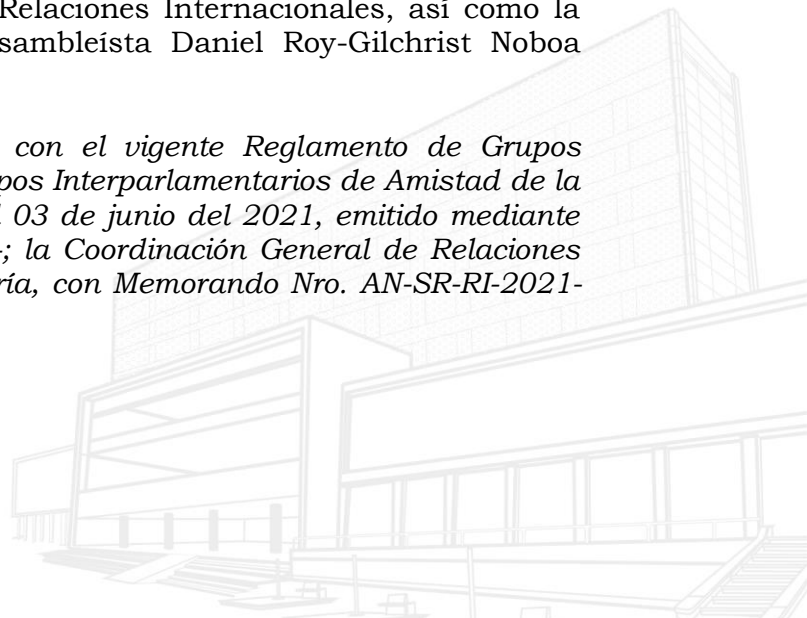 Relaciones Internacionales, así como la
sambleísta Daniel Roy-Gilchrist Noboa
con el vigente Reglamento de Grupos
pos Interparlamentarios de Amistad de la
03 de junio del 2021, emitido mediante
; la Coordinación General de Relaciones
ría, con Memorando Nro. AN-SR-RI-2021-